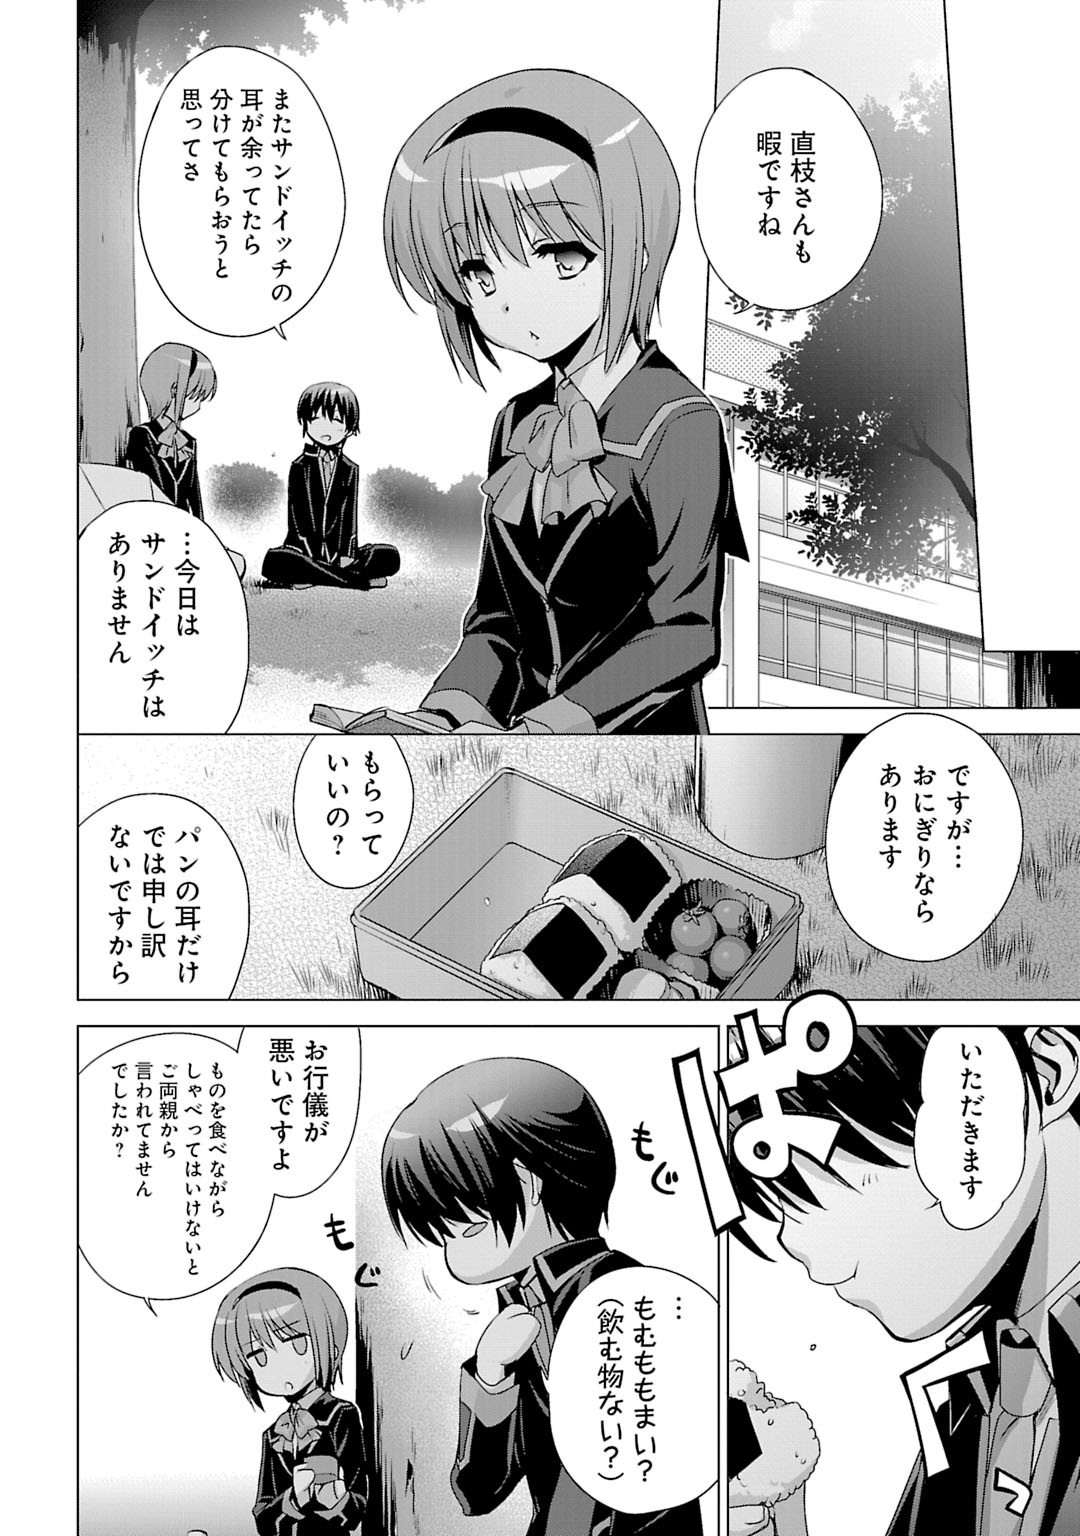 直枝さんも
暇ですね
またサンドイッチの
耳が余ってたら
分けてもらおうと
思ってさ
…今日は
サンドイッチは
ありません
ですが…
おにぎりなら
あります
もらって
いいの？
パンの耳だけ
では申し訳
ないですから
いただきます
ぱくっ
…
もむももまい？
（飲む物ない？）
もぐ
もぐ
お行儀が
悪いですよ
ものを食べながら
しゃべってはいけないと
ご両親から
言われてません
でしたか？